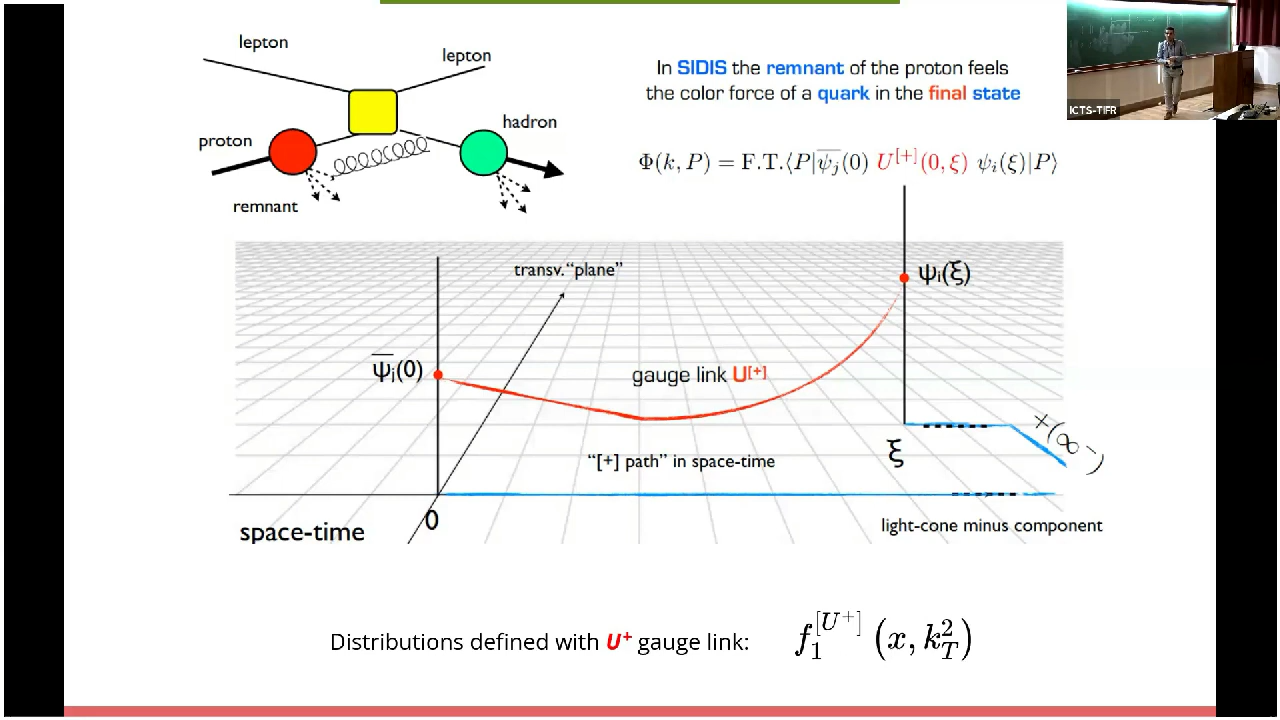 lepton
lepton
proton
hadron
remnant
In SIDIS the remnant of the proton feels
the color force of a quark in the final state
Φ(k, P) = F.T.⟨P|ψ̅ⱼ(0) U^[+](0, ξ) ψᵢ(ξ)|P⟩
ICTS-TIFR
transv. “plane”
ψᵢ(ξ)
ψ̅ᵢ(0)
gauge link U[+]
ξ
+(∞⁻)
“[+] path” in space-time
0
space-time
light-cone minus component
Distributions defined with U⁺ gauge link: f₁^[U⁺] (x, k_T²)